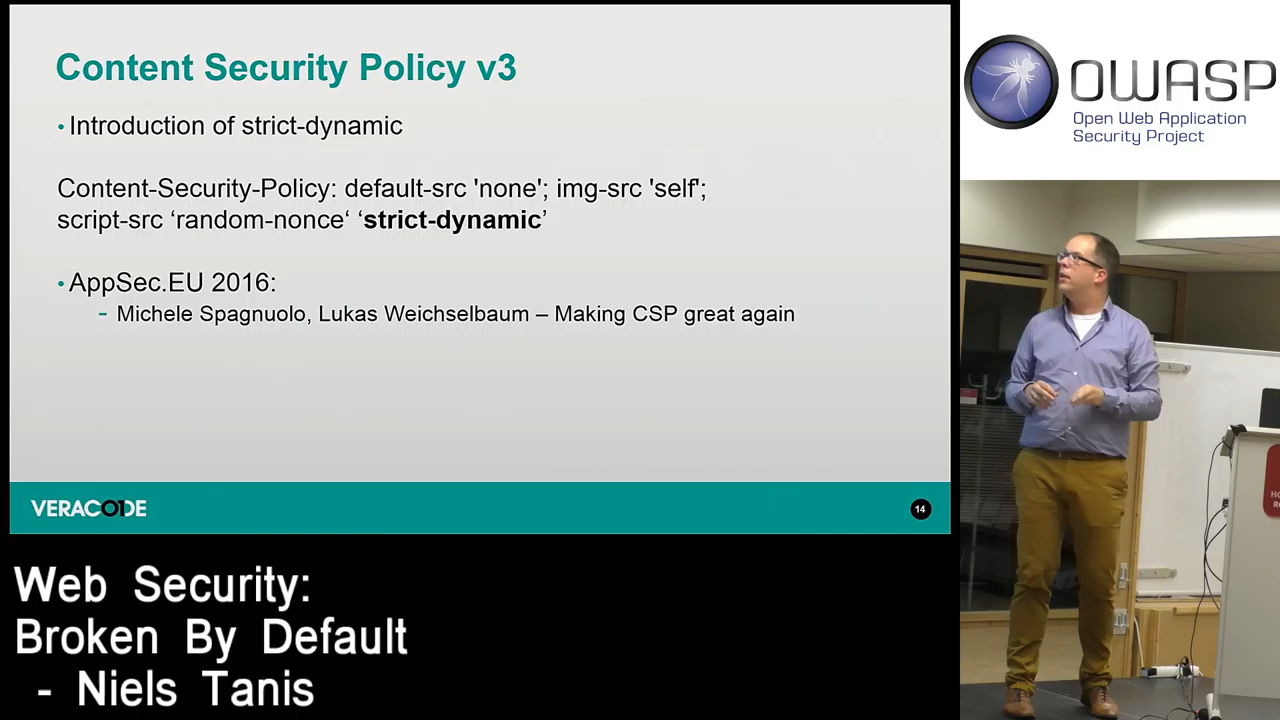 Content Security Policy v3
• Introduction of strict-dynamic
Content-Security-Policy: default-src 'none'; img-src 'self';
script-src ‘random-nonce‘ ‘strict-dynamic’
• AppSec.EU 2016:
- Michele Spagnuolo, Lukas Weichselbaum – Making CSP great again
VERACODE
14
OWASP
Open Web Application
Security Project
Web Security:
Broken By Default
- Niels Tanis